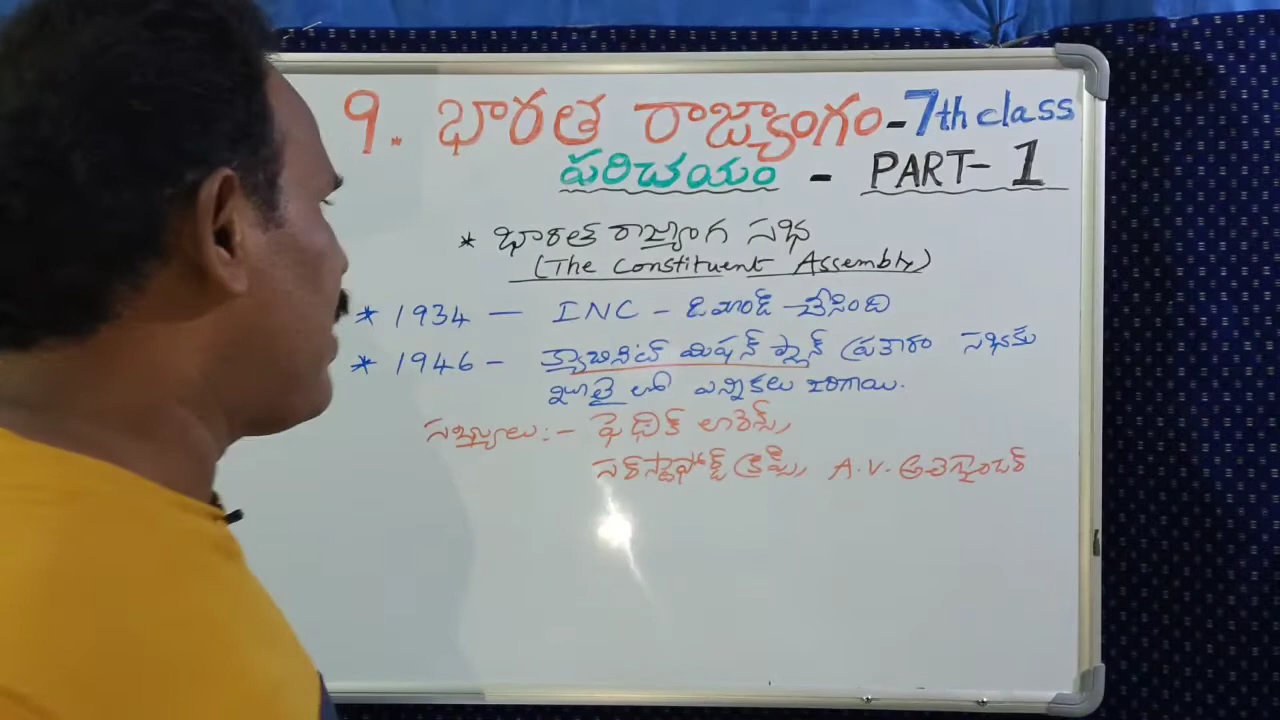 9. భారత రాజ్యాంగం-7th class
పరిచయం - PART-1
* భారత రాజ్యాంగ సభ
(The Constituent Assembly)
* 1934 - INC - డిమాండ్ చేసింది
* 1946 - క్యాబినెట్ మిషన్ ప్లాన్ ప్రకారం సభకు
జూలై లో ఎన్నికలు జరిగాయి.
సభ్యులు:- ఫెథిక్ లారెన్స్,
సర్ స్టాఫోర్డ్ క్రిప్స్, A.V. అలెగ్జాండర్